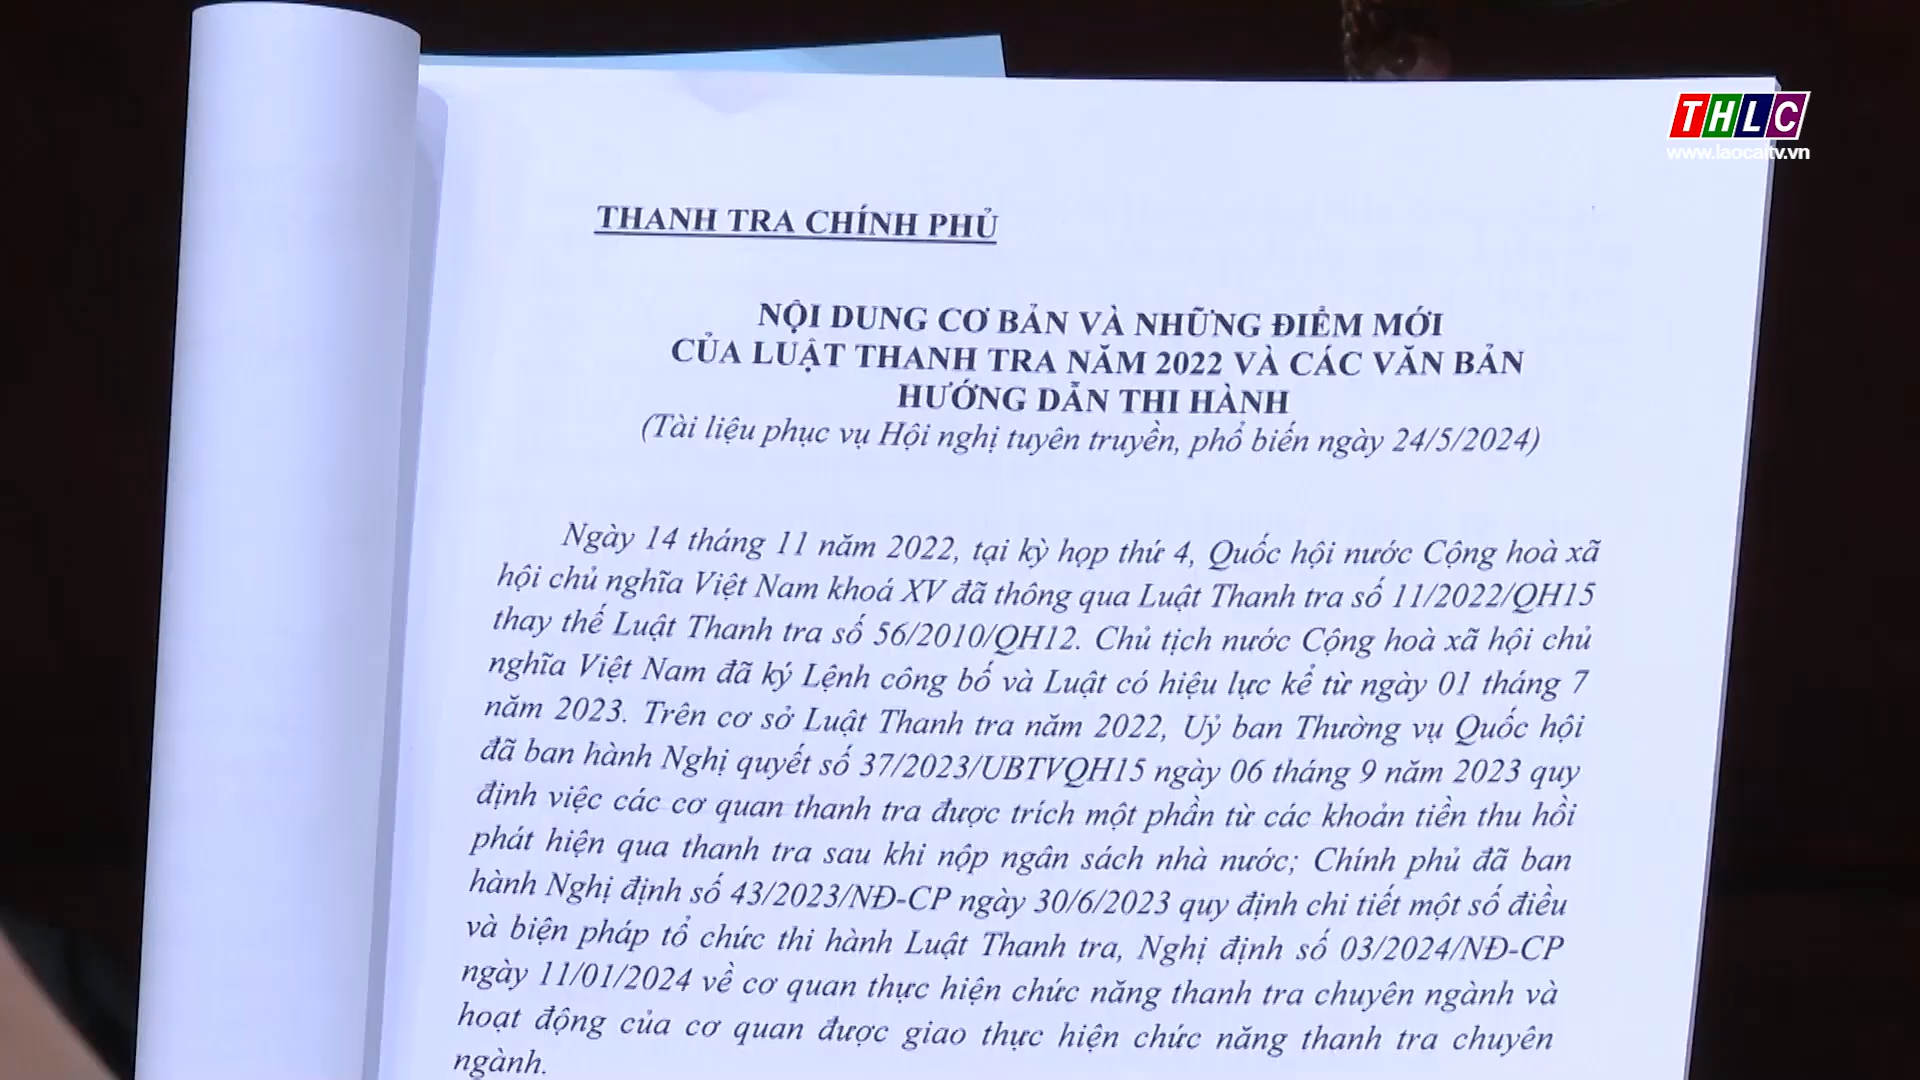 THLC
www.laocaitv.vn
THANH TRA CHÍNH PHỦ
NỘI DUNG CƠ BẢN VÀ NHỮNG ĐIỂM MỚI
CỦA LUẬT THANH TRA NĂM 2022 VÀ CÁC VĂN BẢN
HƯỚNG DẪN THI HÀNH
(Tài liệu phục vụ Hội nghị tuyên truyền, phổ biến ngày 24/5/2024)
Ngày 14 tháng 11 năm 2022, tại kỳ họp thứ 4, Quốc hội nước Cộng hoà xã
hội chủ nghĩa Việt Nam khoá XV đã thông qua Luật Thanh tra số 11/2022/QH15
thay thế Luật Thanh tra số 56/2010/QH12. Chủ tịch nước Cộng hoà xã hội chủ
nghĩa Việt Nam đã ký Lệnh công bố và Luật có hiệu lực kể từ ngày 01 tháng 7
năm 2023. Trên cơ sở Luật Thanh tra năm 2022, Uỷ ban Thường vụ Quốc hội
đã ban hành Nghị quyết số 37/2023/UBTVQH15 ngày 06 tháng 9 năm 2023 quy
định việc các cơ quan thanh tra được trích một phần từ các khoản tiền thu hồi
phát hiện qua thanh tra sau khi nộp ngân sách nhà nước; Chính phủ đã ban
hành Nghị định số 43/2023/NĐ-CP ngày 30/6/2023 quy định chi tiết một số điều
và biện pháp tổ chức thi hành Luật Thanh tra, Nghị định số 03/2024/NĐ-CP
ngày 11/01/2024 về cơ quan thực hiện chức năng thanh tra chuyên ngành và
hoạt động của cơ quan được giao thực hiện chức năng thanh tra chuyên
ngành.